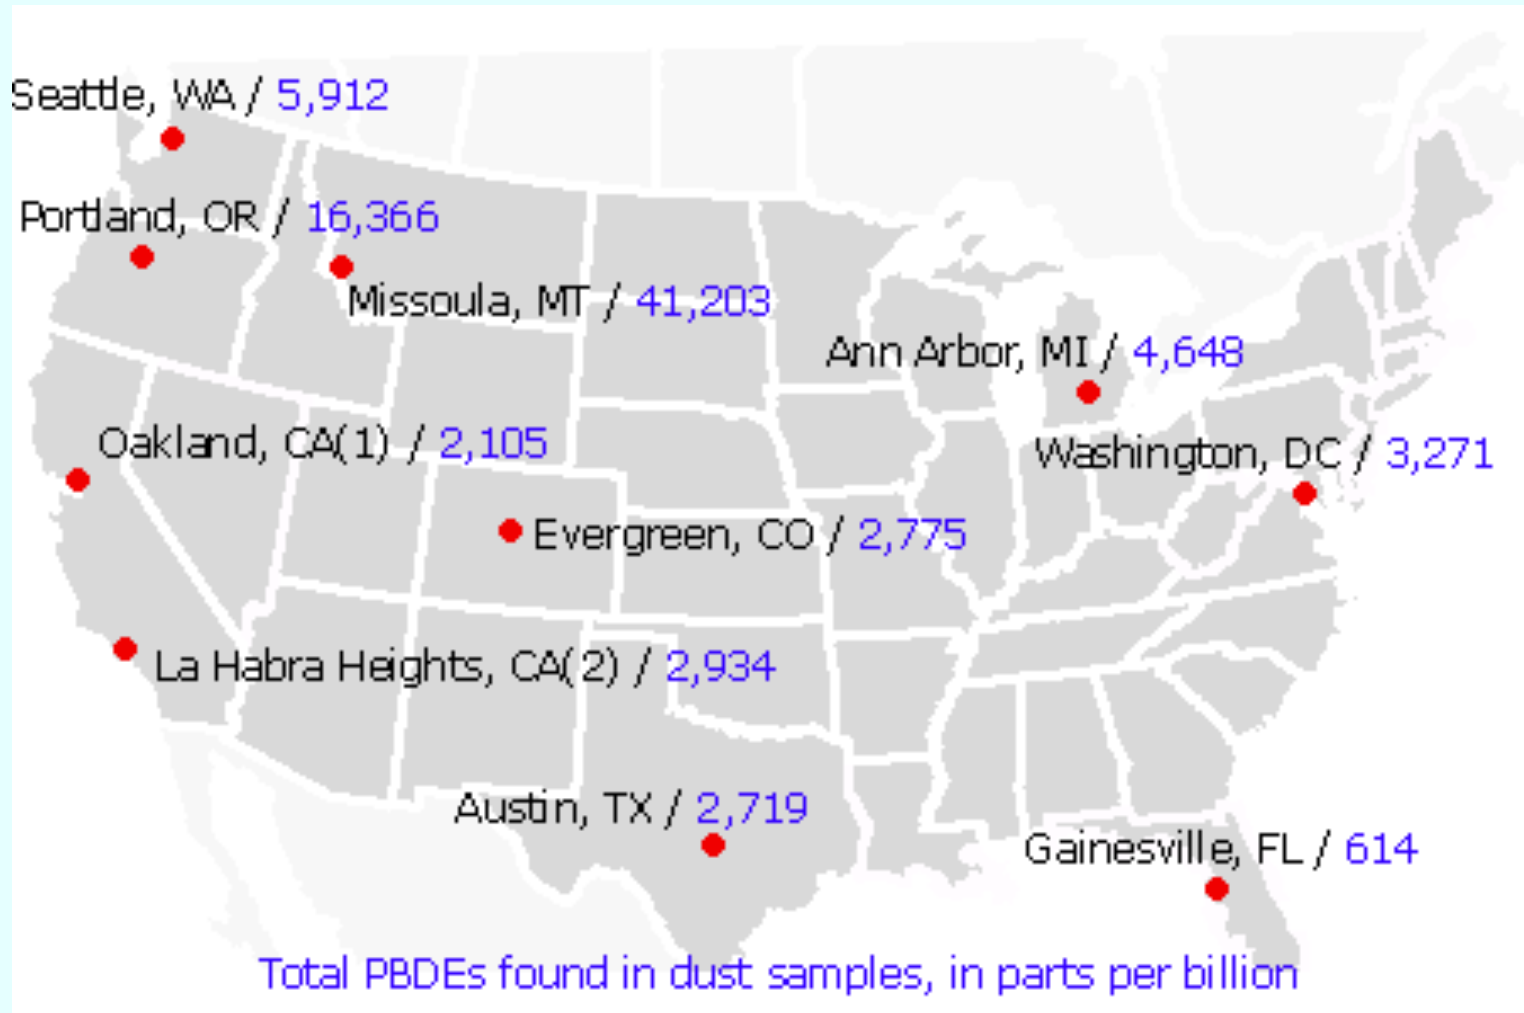 Seattle, WA / 5,912
Portland, OR / 16,366
Missoula, MT / 41,203
Ann Arbor, MI / 4,648
Oakland, CA(1) / 2,105
Washington, DC / 3,271
Evergreen, CO / 2,775
La Habra Heights, CA(2) / 2,934
Austin, TX / 2,719
Gainesville, FL / 614
Total PBDEs found in dust samples, in parts per billion